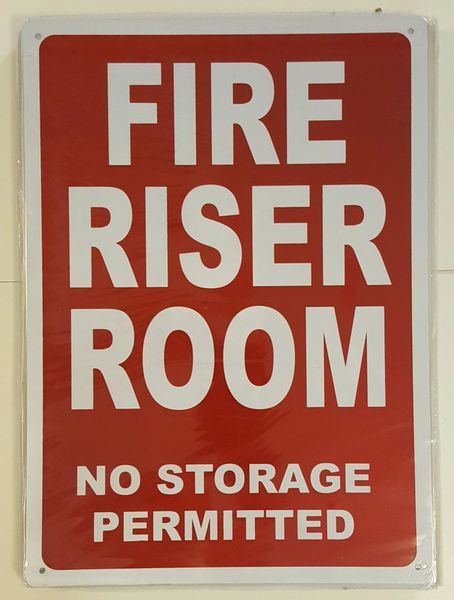 FIRE
RISER
ROOM
NO STORAGE
PERMITTED